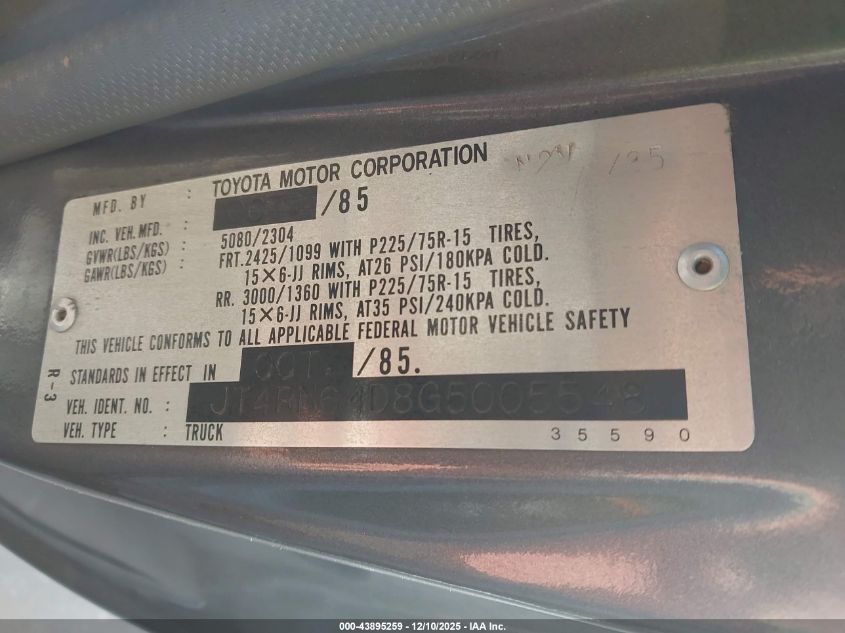 MFD. BY : TOYOTA MOTOR CORPORATION
INC. VEH. MFD. : /85
GVWR(LBS/KGS) : 5080/2304
GAWR(LBS/KGS) : FRT. 2425/1099 WITH P225/75R-15 TIRES,
15×6-JJ RIMS, AT26 PSI/180KPA COLD.
RR. 3000/1360 WITH P225/75R-15 TIRES,
15×6-JJ RIMS, AT35 PSI/240KPA COLD.
THIS VEHICLE CONFORMS TO ALL APPLICABLE FEDERAL MOTOR VEHICLE SAFETY
STANDARDS IN EFFECT IN OCT. /85.
VEH. IDENT. NO. : JT4RN64D8G5005548
VEH. TYPE : TRUCK 35590
R-3
000-43895259 - 12/10/2025 - IAA Inc.